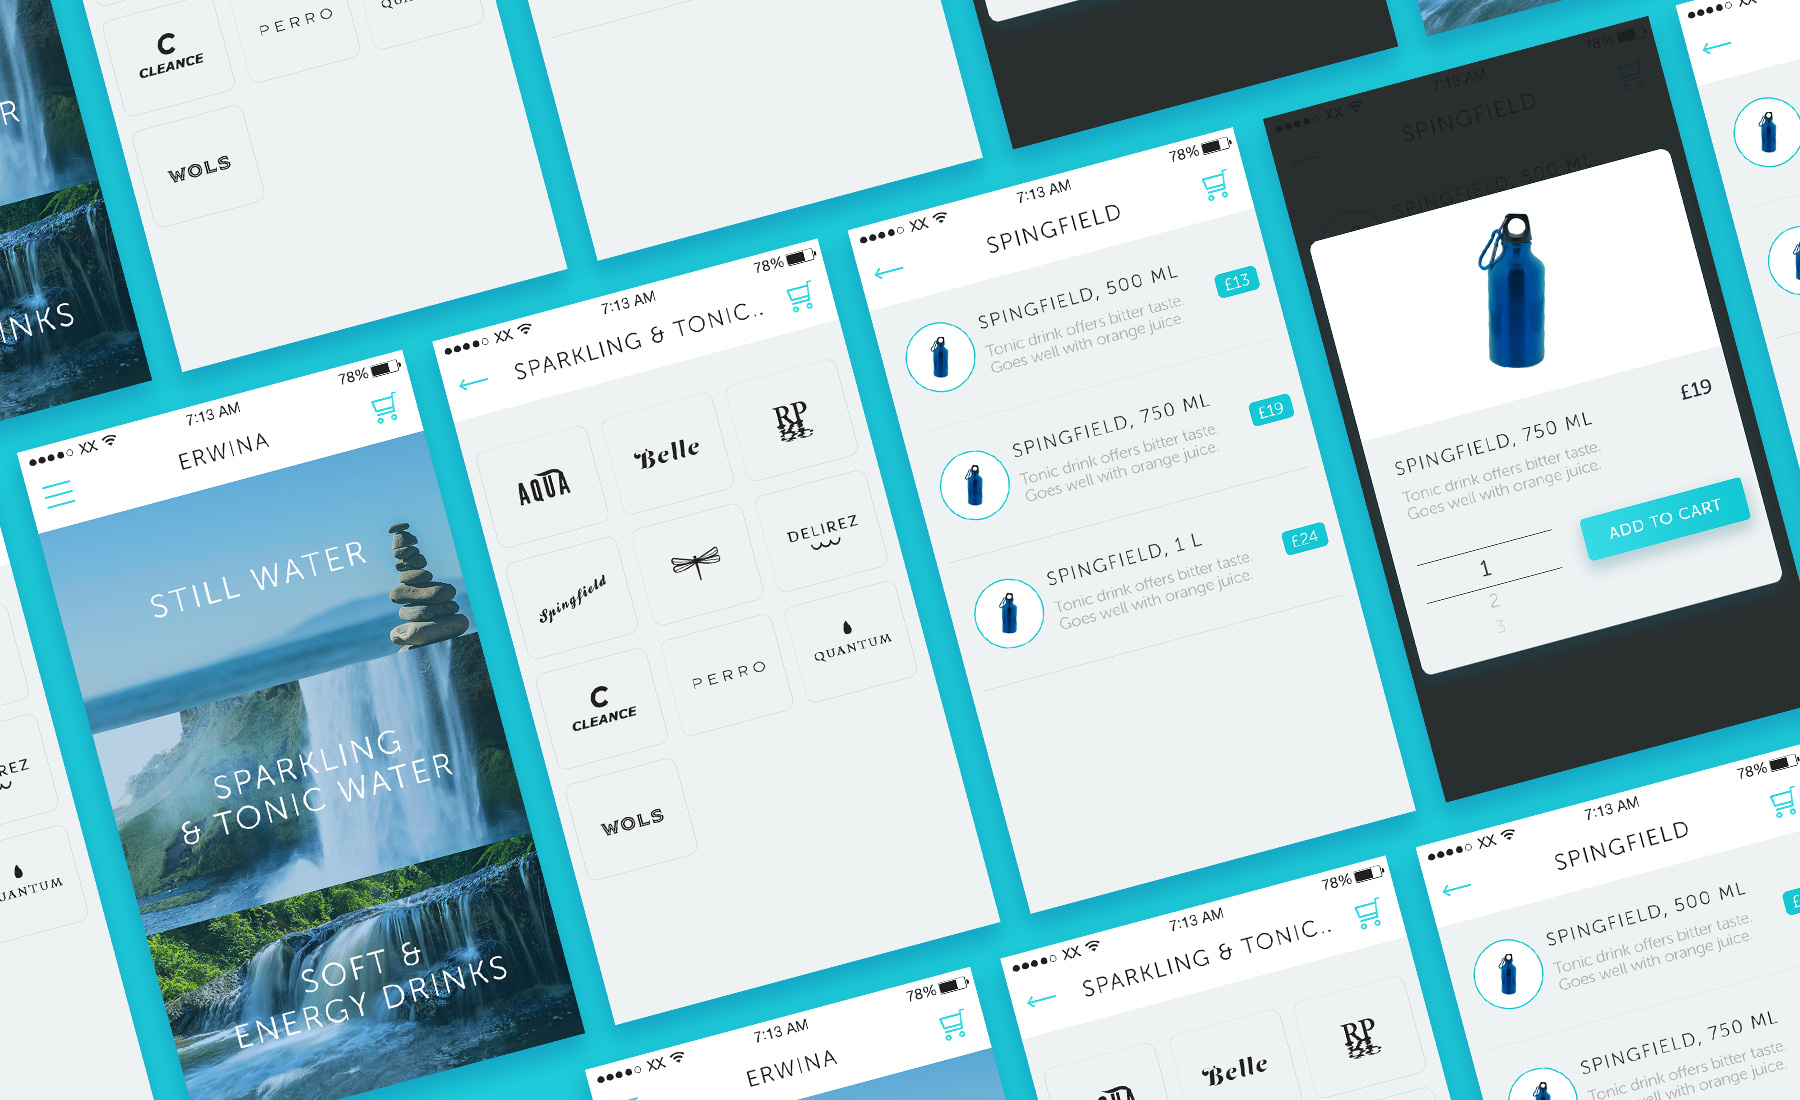 CLEANCE
PERRO
WOLS
R
INKS
REZ
UANTUM
XX
7:13 AM
78%
ERWINA
STILL WATER
SPARKLING
& TONIC WATER
SOFT &
ENERGY DRINKS
XX
7:13 AM
78%
SPARKLING & TONIC..
AQUA
Belle
RP
Spingfield
DELIREZ
CLEANCE
PERRO
QUANTUM
WOLS
XX
7:13 AM
78%
SPINGFIELD
SPINGFIELD, 500 ML
£13
Tonic drink offers bitter taste.
Goes well with orange juice.
SPINGFIELD, 750 ML
£19
Tonic drink offers bitter taste.
Goes well with orange juice.
SPINGFIELD, 1 L
£24
Tonic drink offers bitter taste.
Goes well with orange juice.
XX
7:13 AM
78%
SPINGFIELD
SPINGFIELD, 500 ML
£19
SPINGFIELD, 750 ML
Tonic drink offers bitter taste.
Goes well with orange juice.
ADD TO CART
1
2
3
XX
7:13 AM
78%
ERWINA
XX
7:13 AM
78%
SPARKLING & TONIC..
Belle
RP
XX
7:13 AM
78%
SPINGFIELD
SPINGFIELD, 500 ML
£
Tonic drink offers bitter taste.
Goes well with orange juice.
SPINGFIELD, 750 ML
Tonic drink offers bitter taste.
Goes well with orange juice.